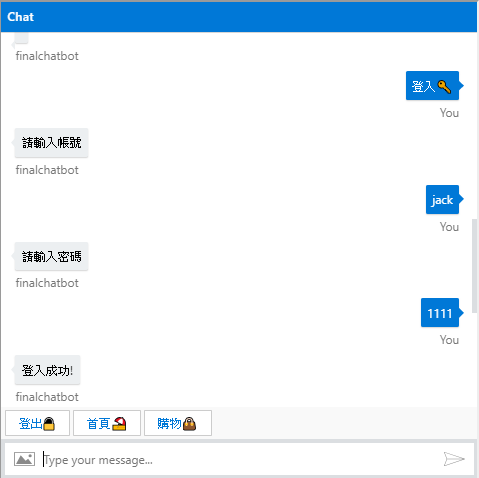 Chat
finalchatbot
登入🔑
You
請輸入帳號
finalchatbot
jack
You
請輸入密碼
finalchatbot
1111
You
登入成功!
finalchatbot
登出 首頁 購物
Type your message...